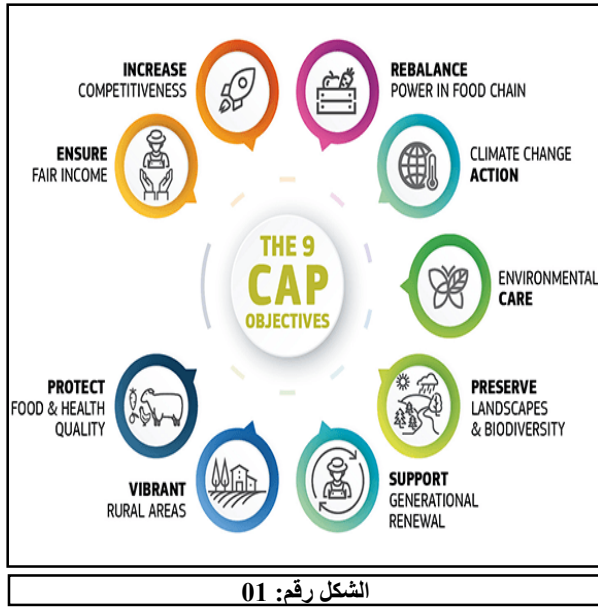 INCREASE
COMPETITIVENESS
REBALANCE
POWER IN FOOD CHAIN
ENSURE
FAIR INCOME
CLIMATE CHANGE
ACTION
THE 9
CAP
OBJECTIVES
ENVIRONMENTAL
CARE
PROTECT
FOOD & HEALTH
QUALITY
PRESERVE
LANDSCAPES
& BIODIVERSITY
VIBRANT
RURAL AREAS
SUPPORT
GENERATIONAL
RENEWAL
الشكل رقم: 01